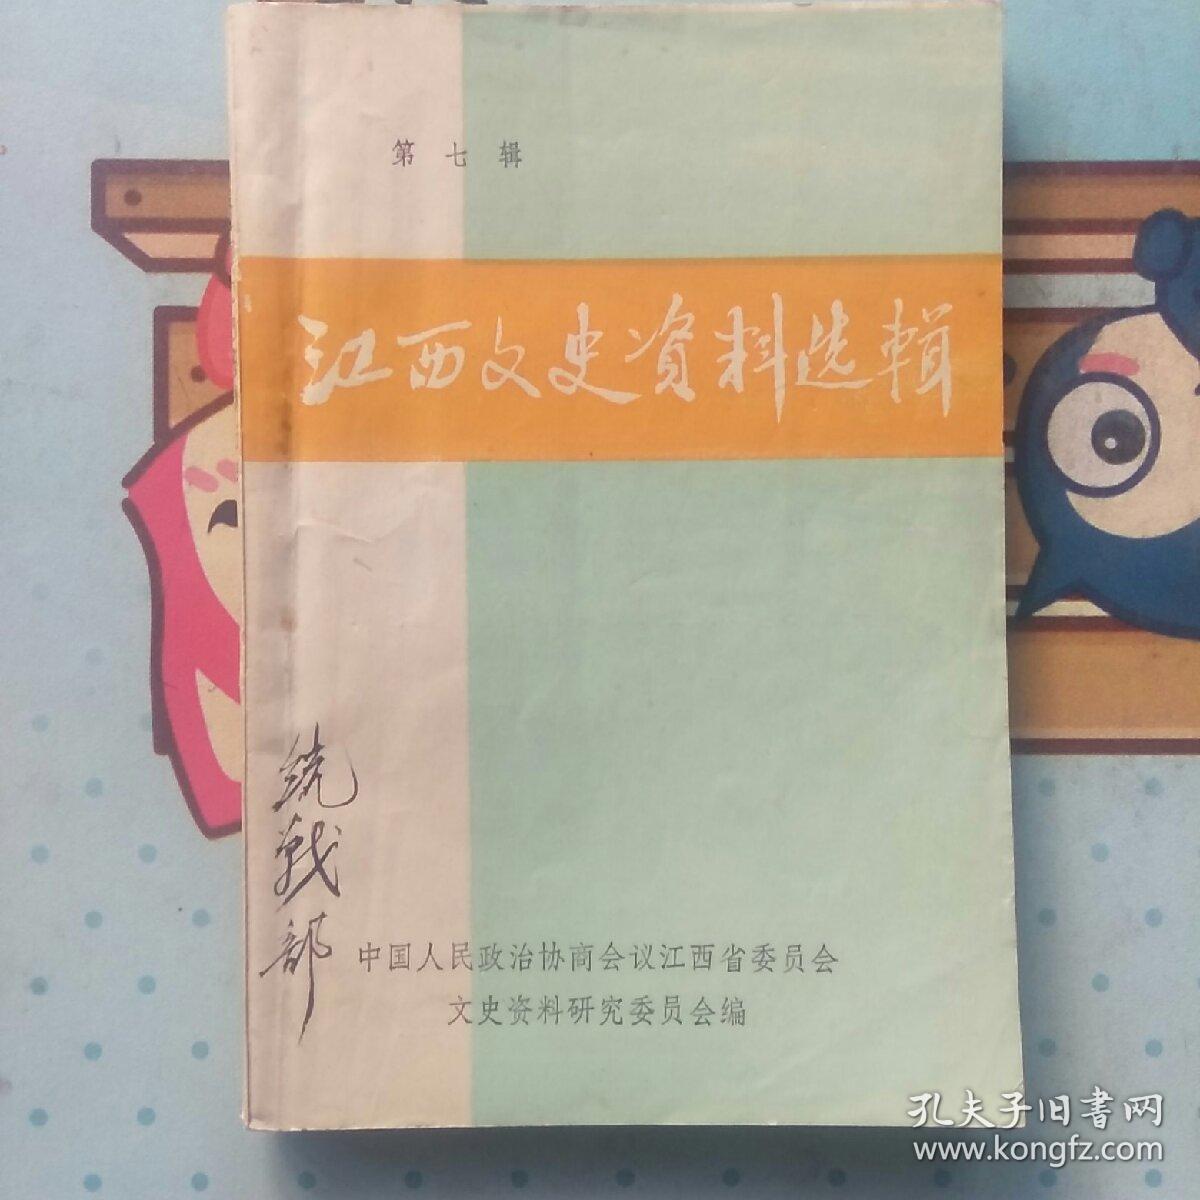 第七辑
江西文史资料选輯
统战部
中国人民政治协商会议江西省委员会
文史资料研究委员会编
孔夫子旧書网
www.kongfz.com